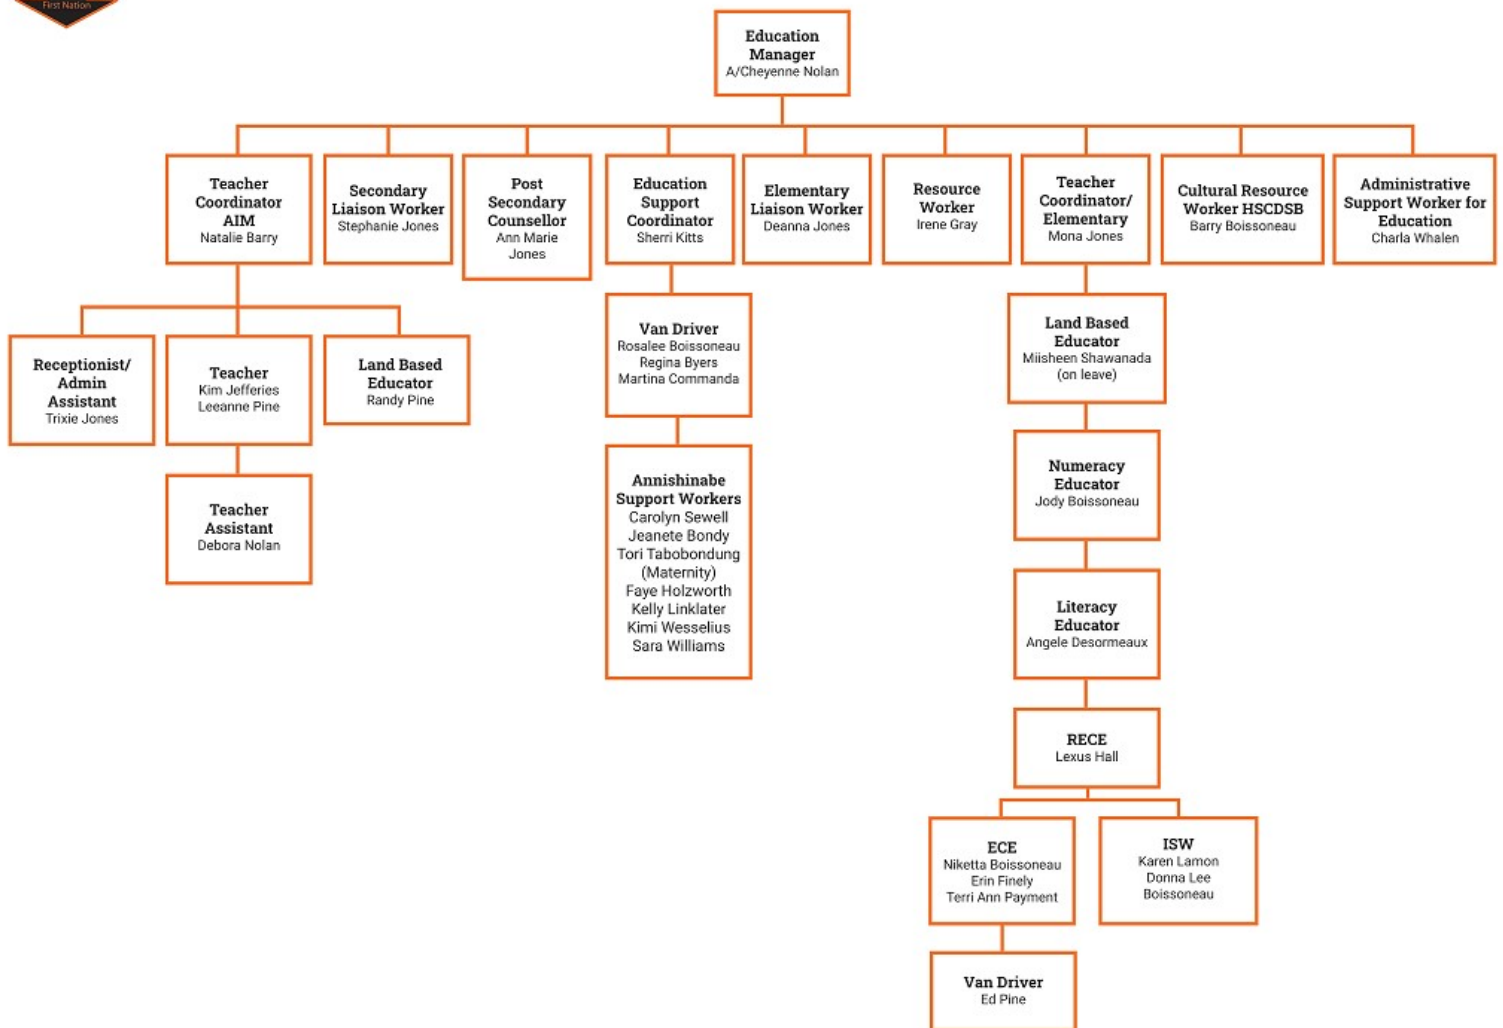 First Nation
Education
Manager
A/Cheyenne Nolan
Teacher
Coordinator
AIM
Natalie Barry
Secondary
Liaison Worker
Stephanie Jones
Post
Secondary
Counsellor
Ann Marie
Jones
Education
Support
Coordinator
Sherri Kitts
Elementary
Liaison Worker
Deanna Jones
Resource
Worker
Irene Gray
Teacher
Coordinator/
Elementary
Mona Jones
Cultural Resource
Worker HSCDSB
Barry Boissoneau
Administrative
Support Worker for
Education
Charla Whalen
Receptionist/
Admin
Assistant
Trixie Jones
Teacher
Kim Jefferies
Leeanne Pine
Land Based
Educator
Randy Pine
Van Driver
Rosalee Boissoneau
Regina Byers
Martina Commanda
Land Based
Educator
Miisheen Shawanada
(on leave)
Teacher
Assistant
Debora Nolan
Annishinabe
Support Workers
Carolyn Sewell
Jeanete Bondy
Tori Tabobondung
(Maternity)
Faye Holzworth
Kelly Linklater
Kimi Wesselius
Sara Williams
Numeracy
Educator
Jody Boissoneau
Literacy
Educator
Angele Desormeaux
RECE
Lexus Hall
ECE
Niketta Boissoneau
Erin Finely
Terri Ann Payment
ISW
Karen Lamon
Donna Lee
Boissoneau
Van Driver
Ed Pine